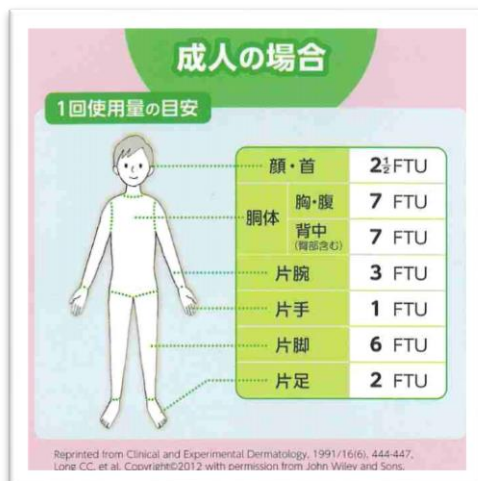 成人の場合
1回使用量の目安
顔・首 2½FTU
胴体 胸・腹 7 FTU
背中 7 FTU
(臀部含む)
片腕 3 FTU
片手 1 FTU
片脚 6 FTU
片足 2 FTU
Reprinted from Clinical and Experimental Dermatology, 1991/16(6), 444-447,
Long CC, et al. Copyright©2012 with permission from John Wiley and Sons.